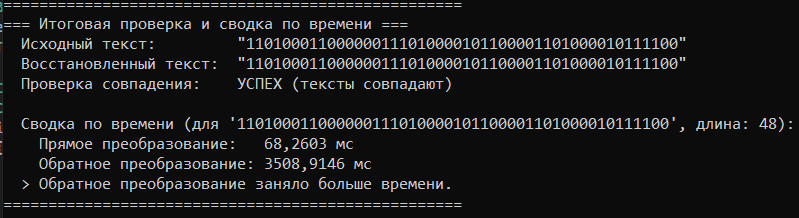 ===================================================
=== Итоговая проверка и сводка по времени ===
Исходный текст: "110100011000000111010000101100001101000010111100"
Восстановленный текст: "110100011000000111010000101100001101000010111100"
Проверка совпадения: УСПЕХ (тексты совпадают)
Сводка по времени (для '110100011000000111010000101100001101000010111100', длина: 48):
Прямое преобразование: 68,2603 мс
Обратное преобразование: 3508,9146 мс
> Обратное преобразование заняло больше времени.
===================================================